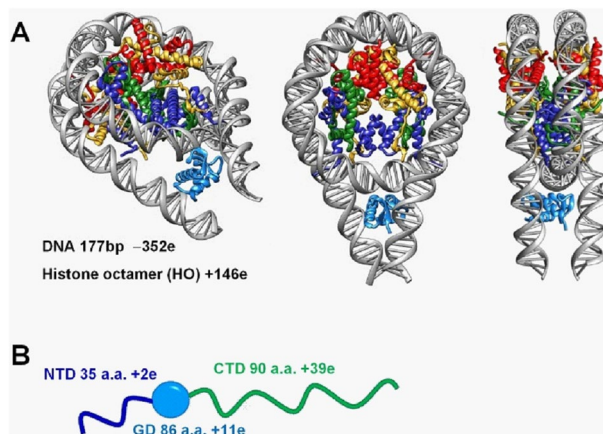 A
DNA 177bp –352e
Histone octamer (HO) +146e
B
NTD 35 a.a. +2e
CTD 90 a.a. +39e
GD 86 a.a. +11e